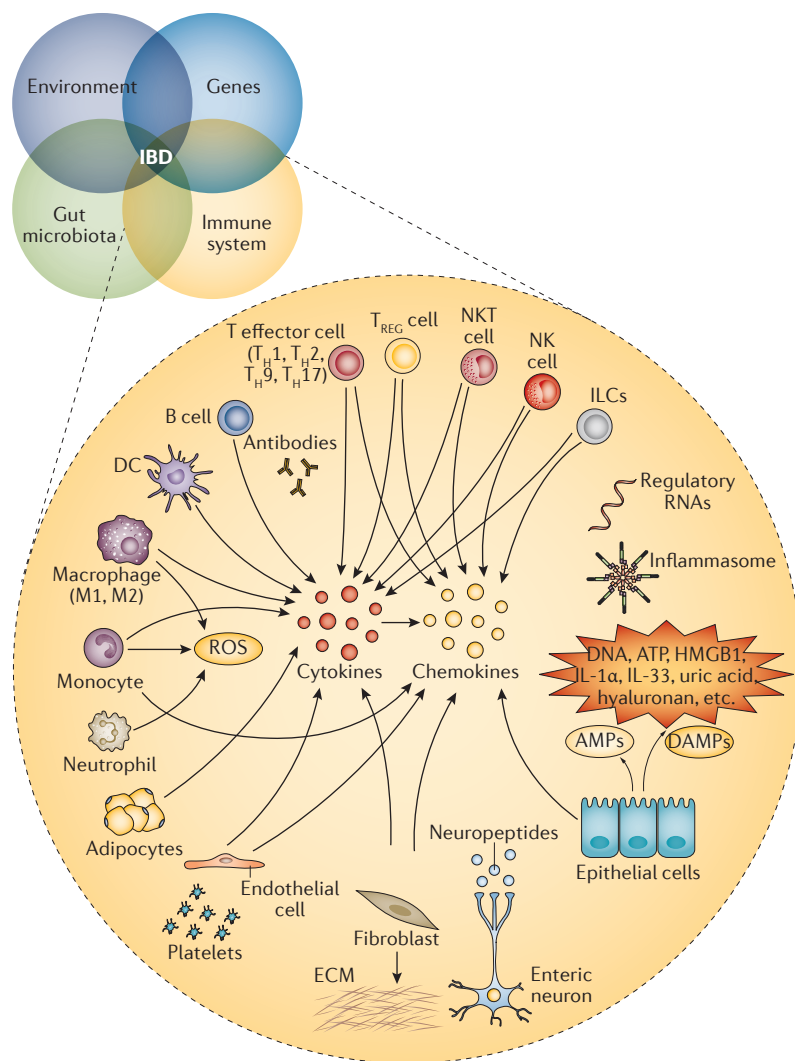 Environment
Genes
IBD
Gut
microbiota
Immune
system
T effector cell
(TH1, TH2,
TH9, TH17)
TREG cell
NKT
cell
NK
cell
ILCs
B cell
Antibodies
DC
Regulatory
RNAs
Macrophage
(M1, M2)
Inflammasome
ROS
Monocyte
Cytokines
Chemokines
DNA, ATP, HMGB1,
IL-1α, IL-33, uric acid,
hyaluronan, etc.
Neutrophil
AMPs
DAMPs
Adipocytes
Neuropeptides
Epithelial cells
Endothelial
cell
Platelets
Fibroblast
ECM
Enteric
neuron